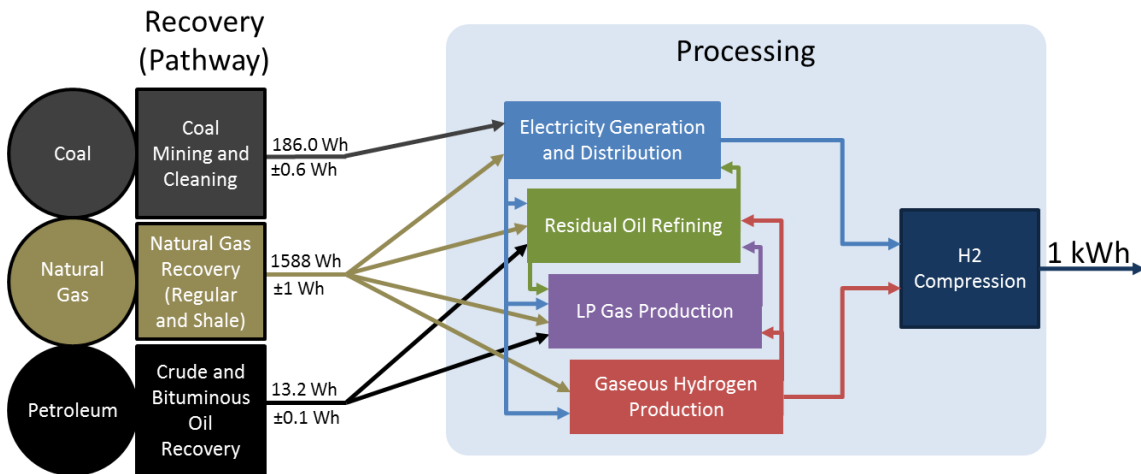 Recovery
(Pathway)
Processing
Coal
Coal
Mining and
Cleaning
186.0 Wh
±0.6 Wh
Electricity Generation
and Distribution
Residual Oil Refining
Natural
Gas
Natural Gas
Recovery
(Regular
and Shale)
1588 Wh
±1 Wh
LP Gas Production
H2
Compression
1 kWh
Petroleum
Crude and
Bituminous
Oil
Recovery
13.2 Wh
±0.1 Wh
Gaseous Hydrogen
Production